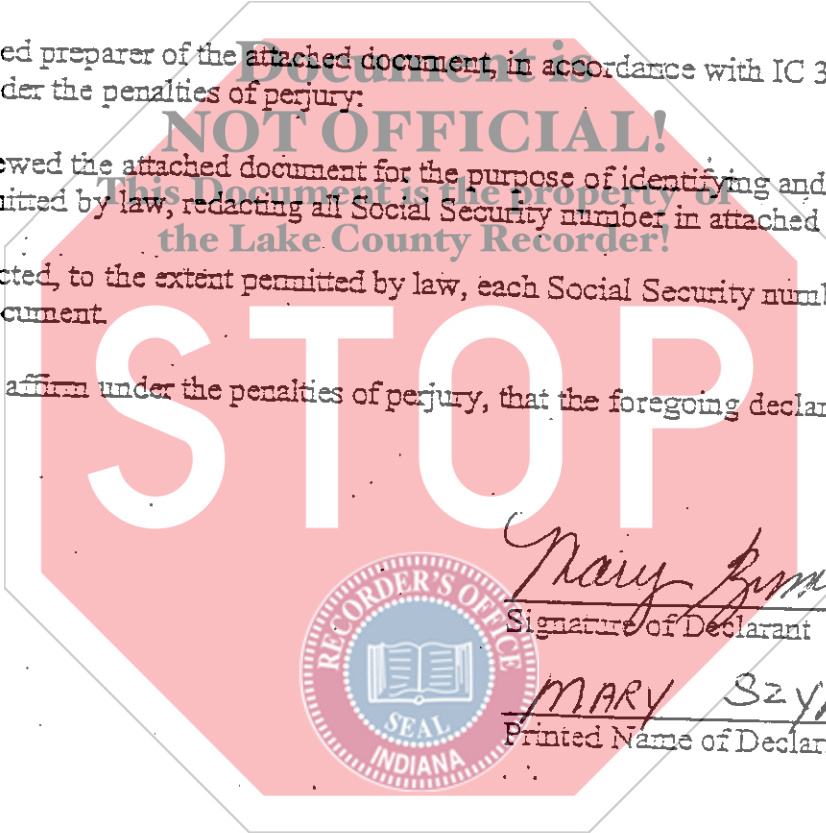 ed preparer of the attached document, in accordance with IC 3
der the penalties of perjury:
ewed the attached document for the purpose of identifying and
nitted by law, redacting all Social Security number in attached
cted, to the extent permitted by law, each Social Security numb
cument.
affirm under the penalties of perjury, that the foregoing declar
Document is
NOT OFFICIAL!
This Document is the property of
the Lake County Recorder!
STOP
RECORDER'S OFFICE
SEAL
INDIANA
Mary
Signature of Declarant
MARY SZY
Printed Name of Declar